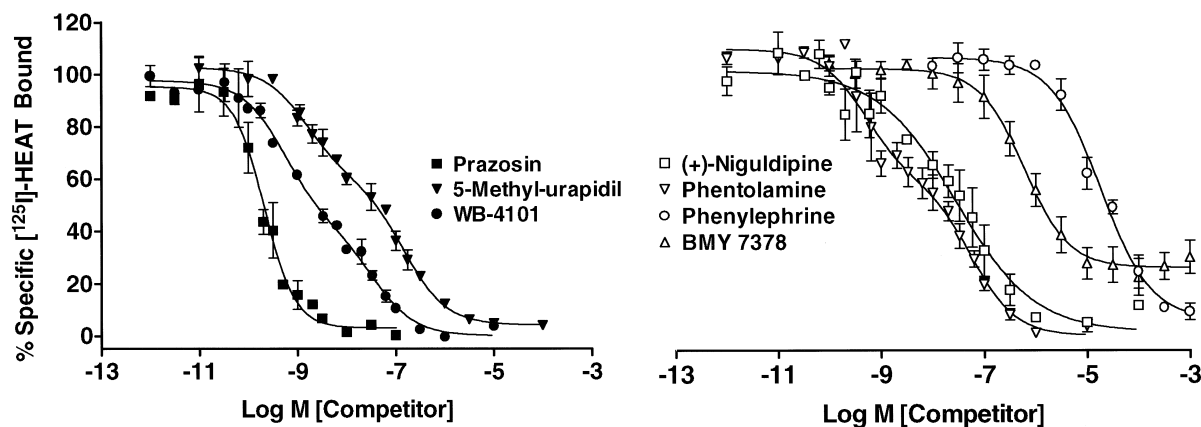 % Specific [¹²⁵I]-HEAT Bound
120
100
80
60
40
20
0
-13
-11
-9
-7
-5
-3
Log M [Competitor]
Prazosin
5-Methyl-urapidil
WB-4101
(+)-Niguldipine
Phentolamine
Phenylephrine
BMY 7378
-13
-11
-9
-7
-5
-3
Log M [Competitor]